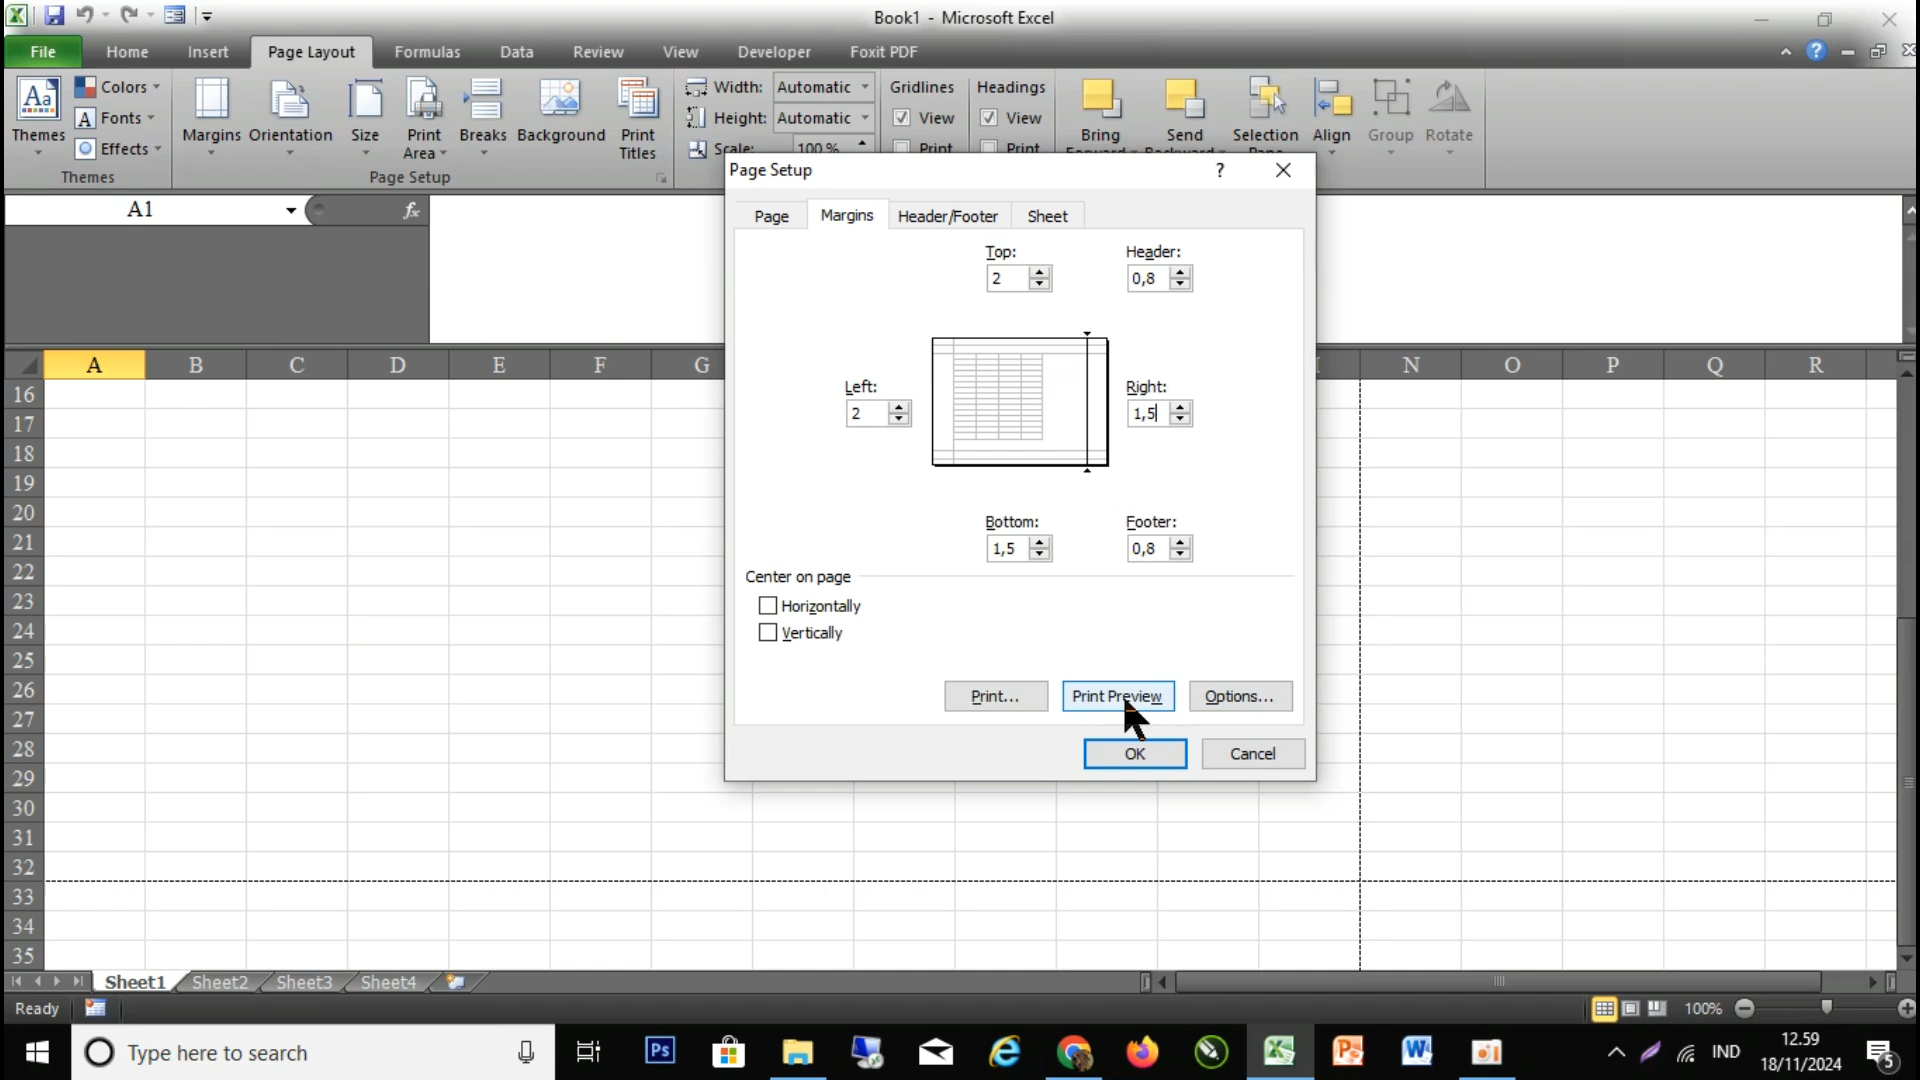 Book1 - Microsoft Excel
File Home Insert Page Layout Formulas Data Review View Developer Foxit PDF
Themes
Colors
Fonts
Effects
Themes
Margins Orientation Size Print Area Breaks Background Print Titles
Page Setup
Width: Automatic
Height: Automatic
Scale: 100%
Gridlines
View
Print
Headings
View
Print
Bring Forward Send Backward Selection Pane Align Group Rotate
A1
fx
Page Setup ?
Page Margins Header/Footer Sheet
Top: Header:
2 0,8
Left: Right:
2 1,5
Bottom: Footer:
1,5 0,8
Center on page
Horizontally
Vertically
Print... Print Preview Options...
OK Cancel
A B C D E F G N O P Q R
16
17
18
19
20
21
22
23
24
25
26
27
28
29
30
31
32
33
34
35
Sheet1 Sheet2 Sheet3 Sheet4
Ready 100%
Type here to search Ps IND 12.59
18/11/2024 5